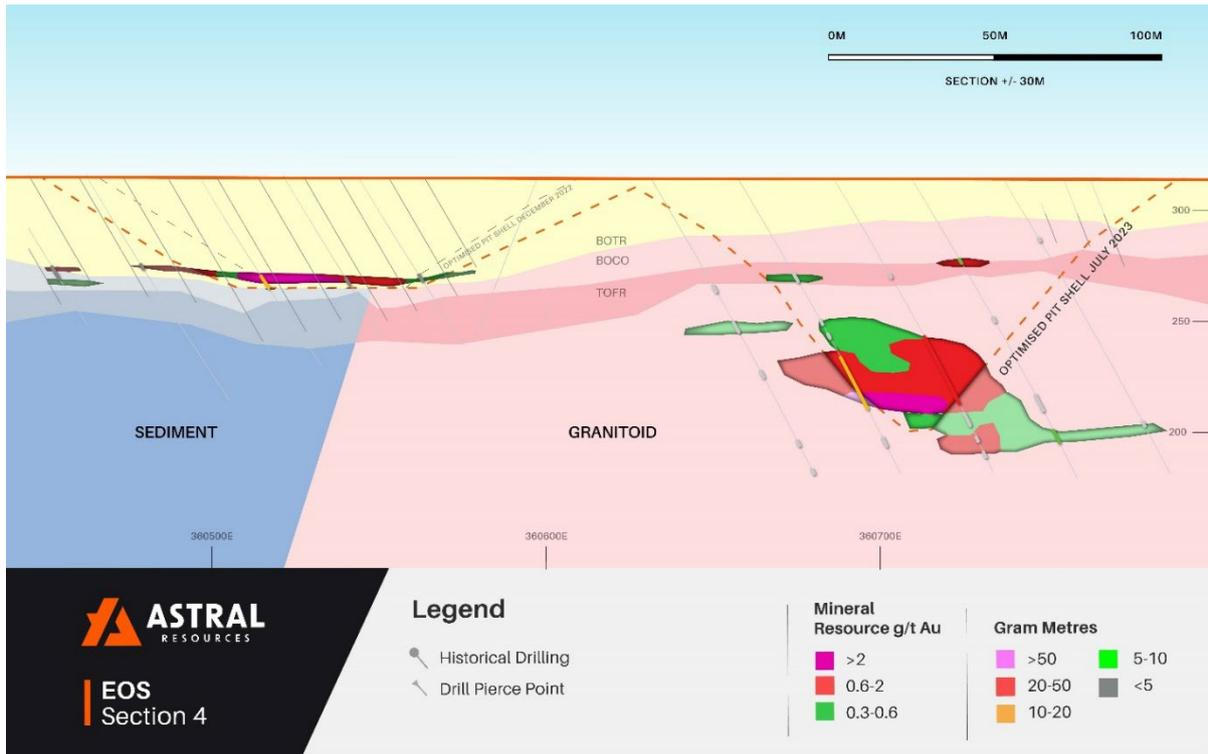 0M 50M 100M
SECTION +/- 30M
OPTIMISED PIT SHELL DECEMBER 2022
300
BOTR
BOCO
OPTIMISED PIT SHELL JULY 2023
TOFR
250
SEDIMENT
GRANITOID
200
360500E 360600E 360700E
ASTRAL
RESOURCES
EOS
Section 4
Legend
Historical Drilling
Drill Pierce Point
Mineral
Resource g/t Au
>2
0.6-2
0.3-0.6
Gram Metres
>50
20-50
10-20
5-10
<5